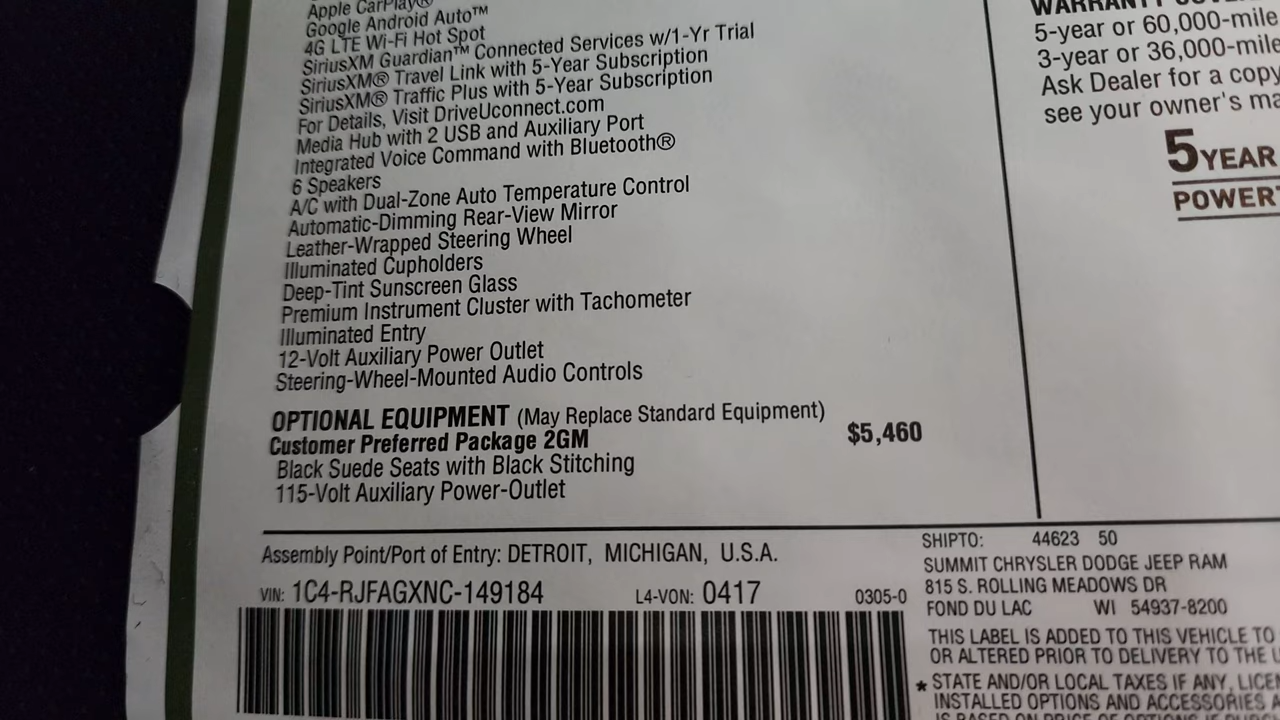 Apple CarPlay®
Google Android Auto™
4G LTE Wi-Fi Hot Spot
SiriusXM Guardian™ Connected Services w/1-Yr Trial
SiriusXM® Travel Link with 5-Year Subscription
SiriusXM® Traffic Plus with 5-Year Subscription
For Details, Visit DriveUconnect.com
Media Hub with 2 USB and Auxiliary Port
Integrated Voice Command with Bluetooth®
6 Speakers
A/C with Dual-Zone Auto Temperature Control
Automatic-Dimming Rear-View Mirror
Leather-Wrapped Steering Wheel
Illuminated Cupholders
Deep-Tint Sunscreen Glass
Premium Instrument Cluster with Tachometer
Illuminated Entry
12-Volt Auxiliary Power Outlet
Steering-Wheel-Mounted Audio Controls
OPTIONAL EQUIPMENT (May Replace Standard Equipment)
Customer Preferred Package 2GM $5,460
Black Suede Seats with Black Stitching
115-Volt Auxiliary Power-Outlet
WARRANTY
5-year or 60,000-mile
3-year or 36,000-mile
Ask Dealer for a copy
see your owner's ma
5 YEAR
POWERT
Assembly Point/Port of Entry: DETROIT, MICHIGAN, U.S.A.
VIN: 1C4-RJFAGXNC-149184 L4-VON: 0417 0305-0
SHIPTO: 44623 50
SUMMIT CHRYSLER DODGE JEEP RAM
815 S. ROLLING MEADOWS DR
FOND DU LAC WI 54937-8200
THIS LABEL IS ADDED TO THIS VEHICLE TO
OR ALTERED PRIOR TO DELIVERY TO THE
* STATE AND/OR LOCAL TAXES IF ANY, LICEN
INSTALLED OPTIONS AND ACCESSORIES A
IS BASED ON PRICE OF